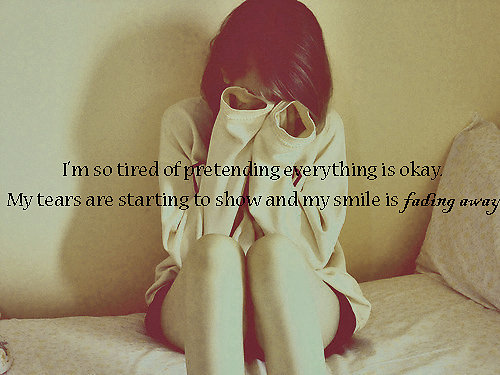 I'm so tired of pretending everything is okay.
My tears are starting to show and my smile is fading away